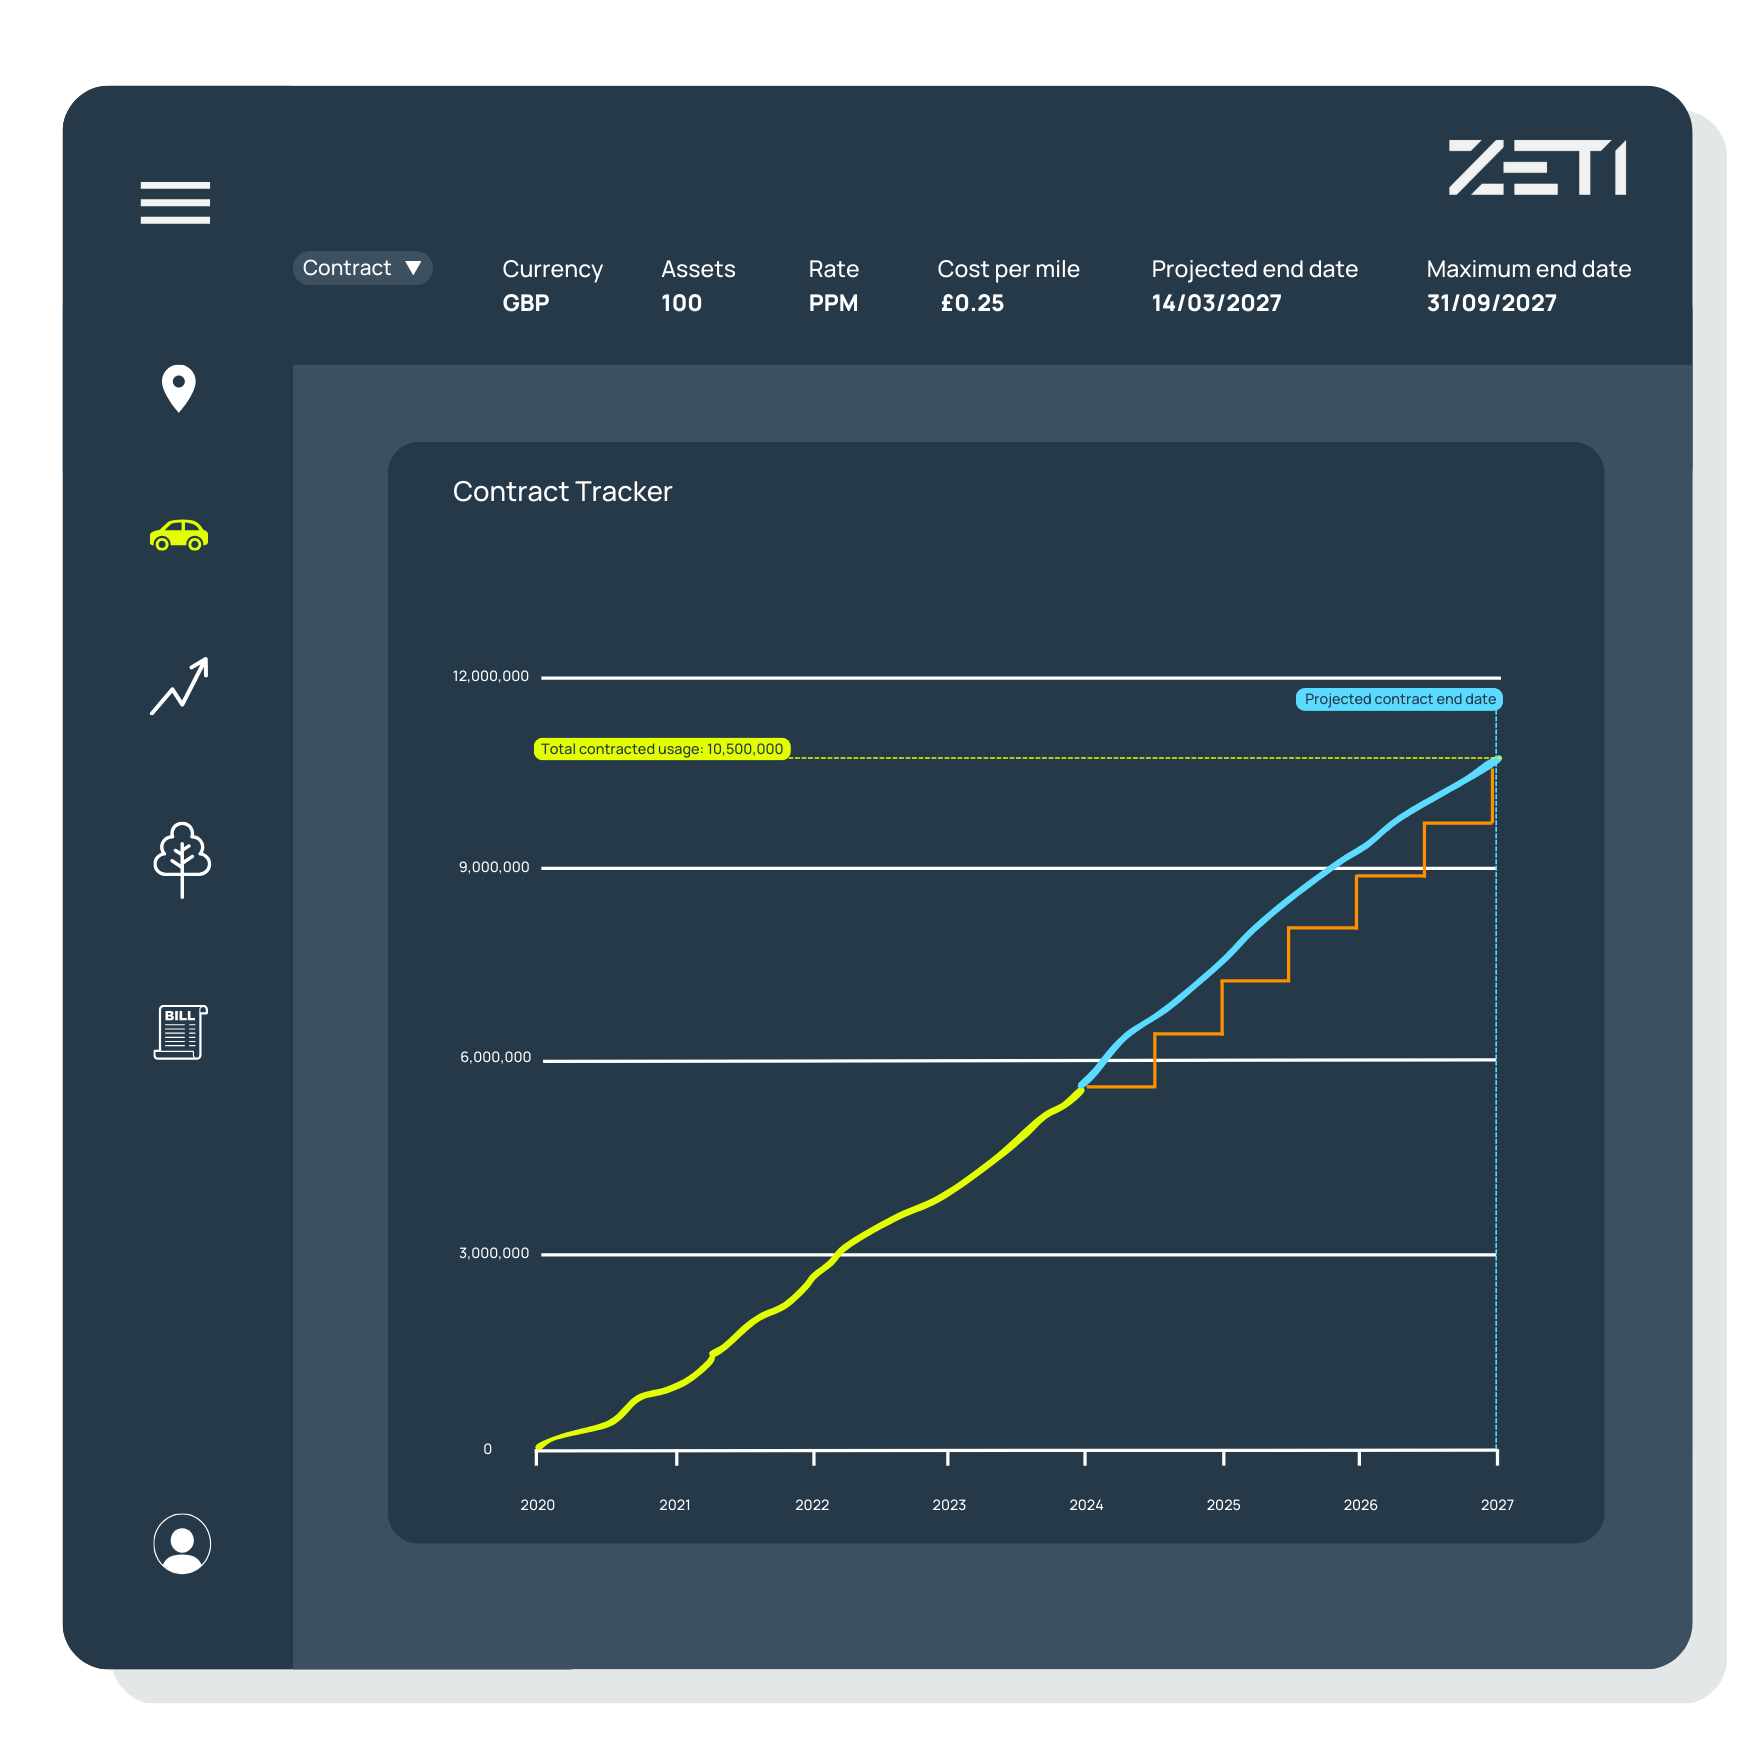 ZETI
Contract
Currency
GBP
Assets
100
Rate
PPM
Cost per mile
£0.25
Projected end date
14/03/2027
Maximum end date
31/09/2027
Contract Tracker
12,000,000
Projected contract end date
Total contracted usage: 10,500,000
9,000,000
6,000,000
3,000,000
0
2020
2021
2022
2023
2024
2025
2026
2027
BILL